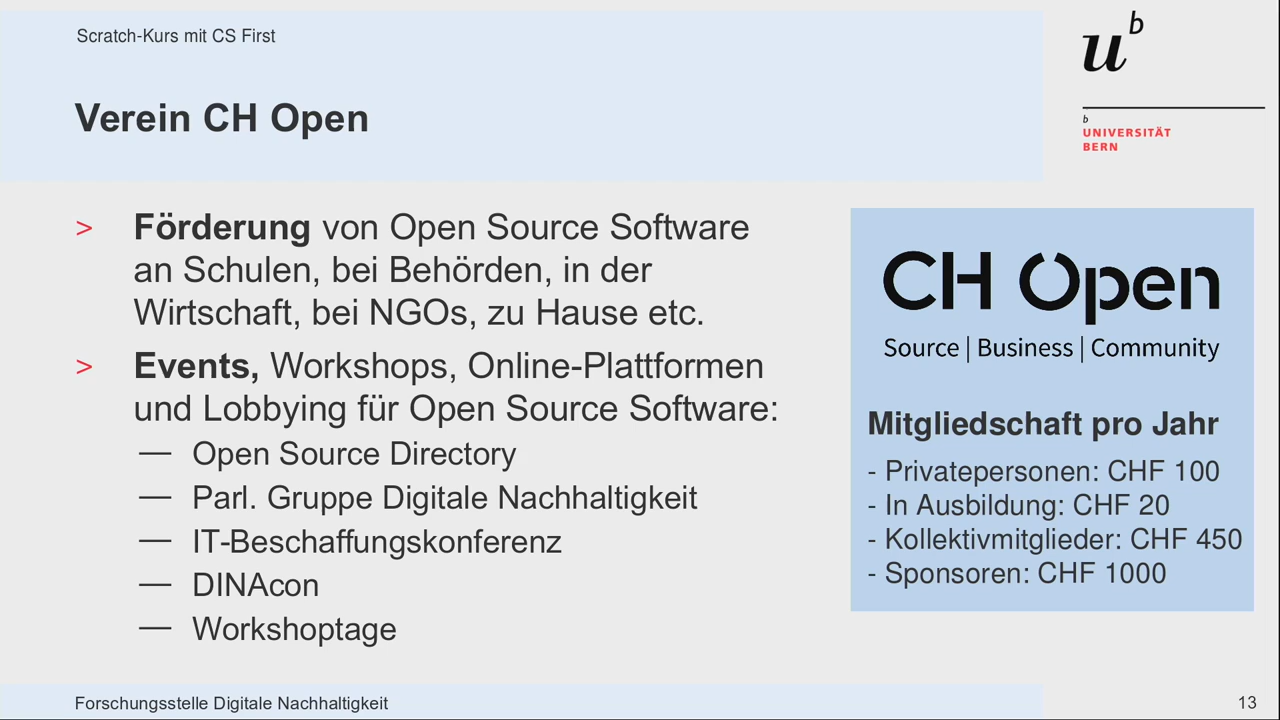 Scratch-Kurs mit CS First
Verein CH Open
u b
b
UNIVERSITÄT
BERN
> Förderung von Open Source Software
an Schulen, bei Behörden, in der
Wirtschaft, bei NGOs, zu Hause etc.
> Events, Workshops, Online-Plattformen
und Lobbying für Open Source Software:
— Open Source Directory
— Parl. Gruppe Digitale Nachhaltigkeit
— IT-Beschaffungskonferenz
— DINAcon
— Workshoptage
CH Open
Source | Business | Community
Mitgliedschaft pro Jahr
- Privatepersonen: CHF 100
- In Ausbildung: CHF 20
- Kollektivmitglieder: CHF 450
- Sponsoren: CHF 1000
Forschungsstelle Digitale Nachhaltigkeit
13